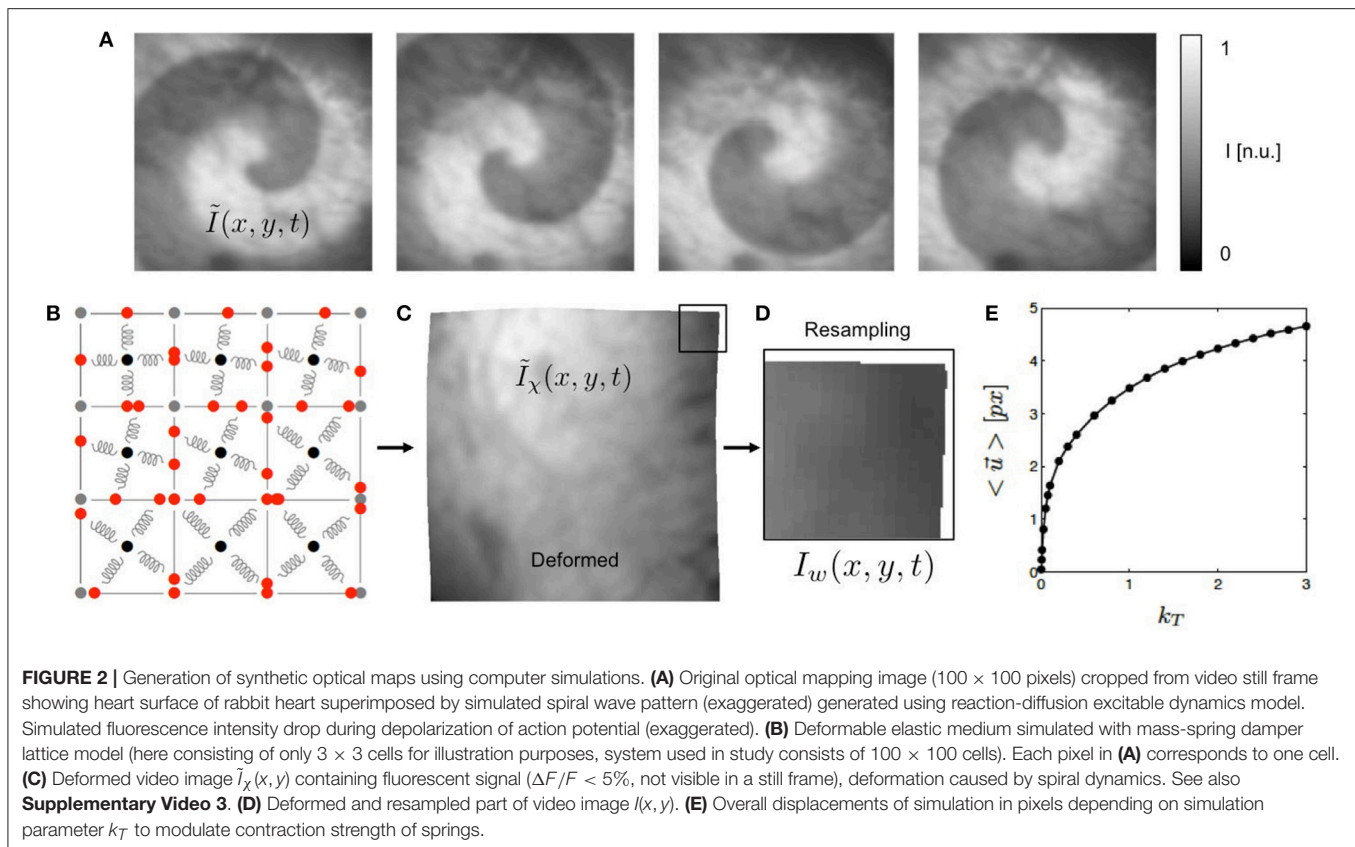 A
Ĩ(x, y, t)
1
I [n.u.]
0
B
C
Ĩχ(x, y, t)
Deformed
D
Resampling
I_w(x, y, t)
E
5
4
3
2
1
0
< u⃗ > [px]
0 1 2 3
k_T
FIGURE 2 | Generation of synthetic optical maps using computer simulations. (A) Original optical mapping image (100 × 100 pixels) cropped from video still frame
showing heart surface of rabbit heart superimposed by simulated spiral wave pattern (exaggerated) generated using reaction-diffusion excitable dynamics model.
Simulated fluorescence intensity drop during depolarization of action potential (exaggerated). (B) Deformable elastic medium simulated with mass-spring damper
lattice model (here consisting of only 3 × 3 cells for illustration purposes, system used in study consists of 100 × 100 cells). Each pixel in (A) corresponds to one cell.
(C) Deformed video image Ĩχ(x, y) containing fluorescent signal (ΔF/F < 5%, not visible in a still frame), deformation caused by spiral dynamics. See also
Supplementary Video 3. (D) Deformed and resampled part of video image I(x, y). (E) Overall displacements of simulation in pixels depending on simulation
parameter k_T to modulate contraction strength of springs.